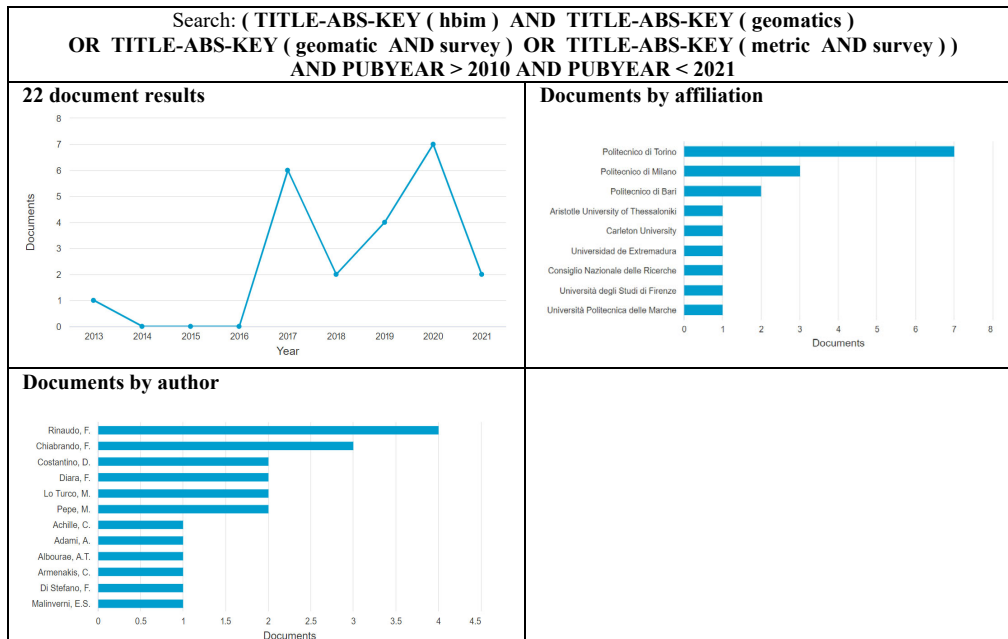 Search: ( TITLE-ABS-KEY ( hbim ) AND TITLE-ABS-KEY ( geomatics )
OR TITLE-ABS-KEY ( geomatic AND survey ) OR TITLE-ABS-KEY ( metric AND survey ) )
AND PUBYEAR > 2010 AND PUBYEAR < 2021
22 document results
8
7
6
5
4
3
2
1
0
Documents
2013 2014 2015 2016 2017 2018 2019 2020 2021
Year
Documents by affiliation
Politecnico di Torino
Politecnico di Milano
Politecnico di Bari
Aristotle University of Thessaloniki
Carleton University
Universidad de Extremadura
Consiglio Nazionale delle Ricerche
Università degli Studi di Firenze
Università Politecnica delle Marche
0 1 2 3 4 5 6 7 8
Documents
Documents by author
Rinaudo, F.
Chiabrando, F.
Costantino, D.
Diara, F.
Lo Turco, M.
Pepe, M.
Achille, C.
Adami, A.
Albourae, A.T.
Armenakis, C.
Di Stefano, F.
Malinverni, E.S.
0 0.5 1 1.5 2 2.5 3 3.5 4 4.5
Documents